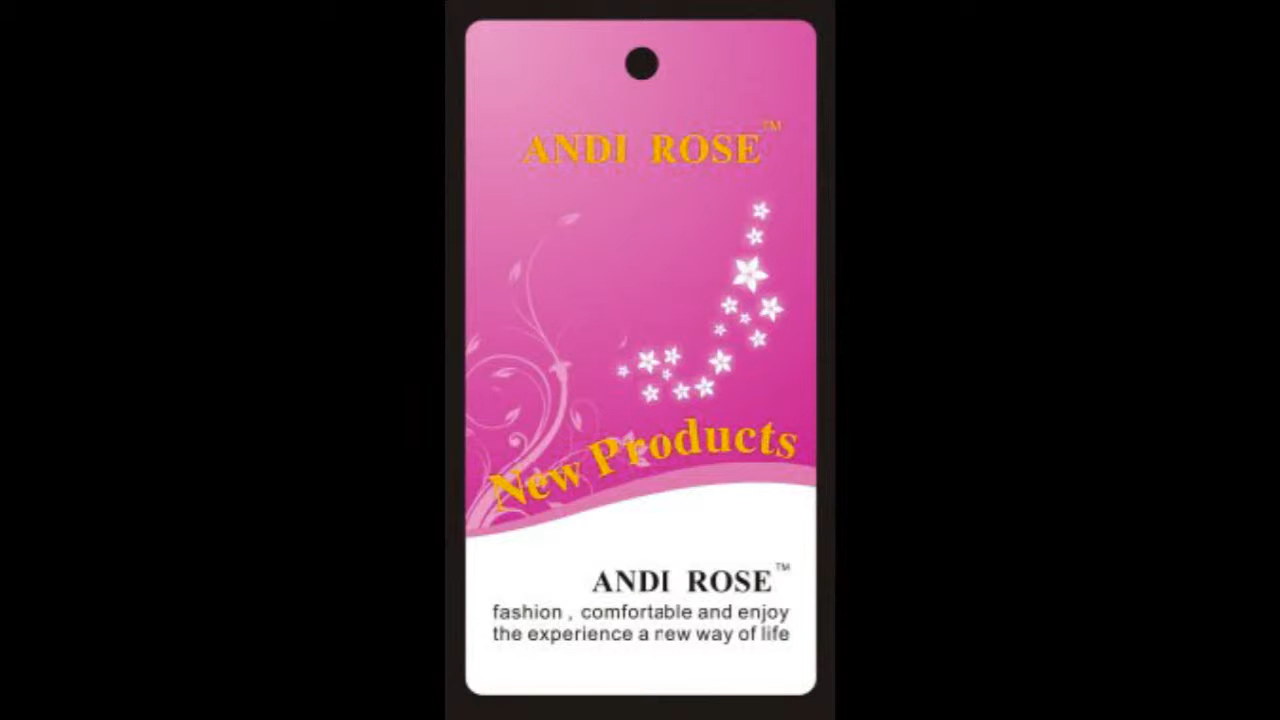 ANDI ROSE™
New Products
ANDI ROSE™
fashion , comfortable and enjoy
the experience a new way of life